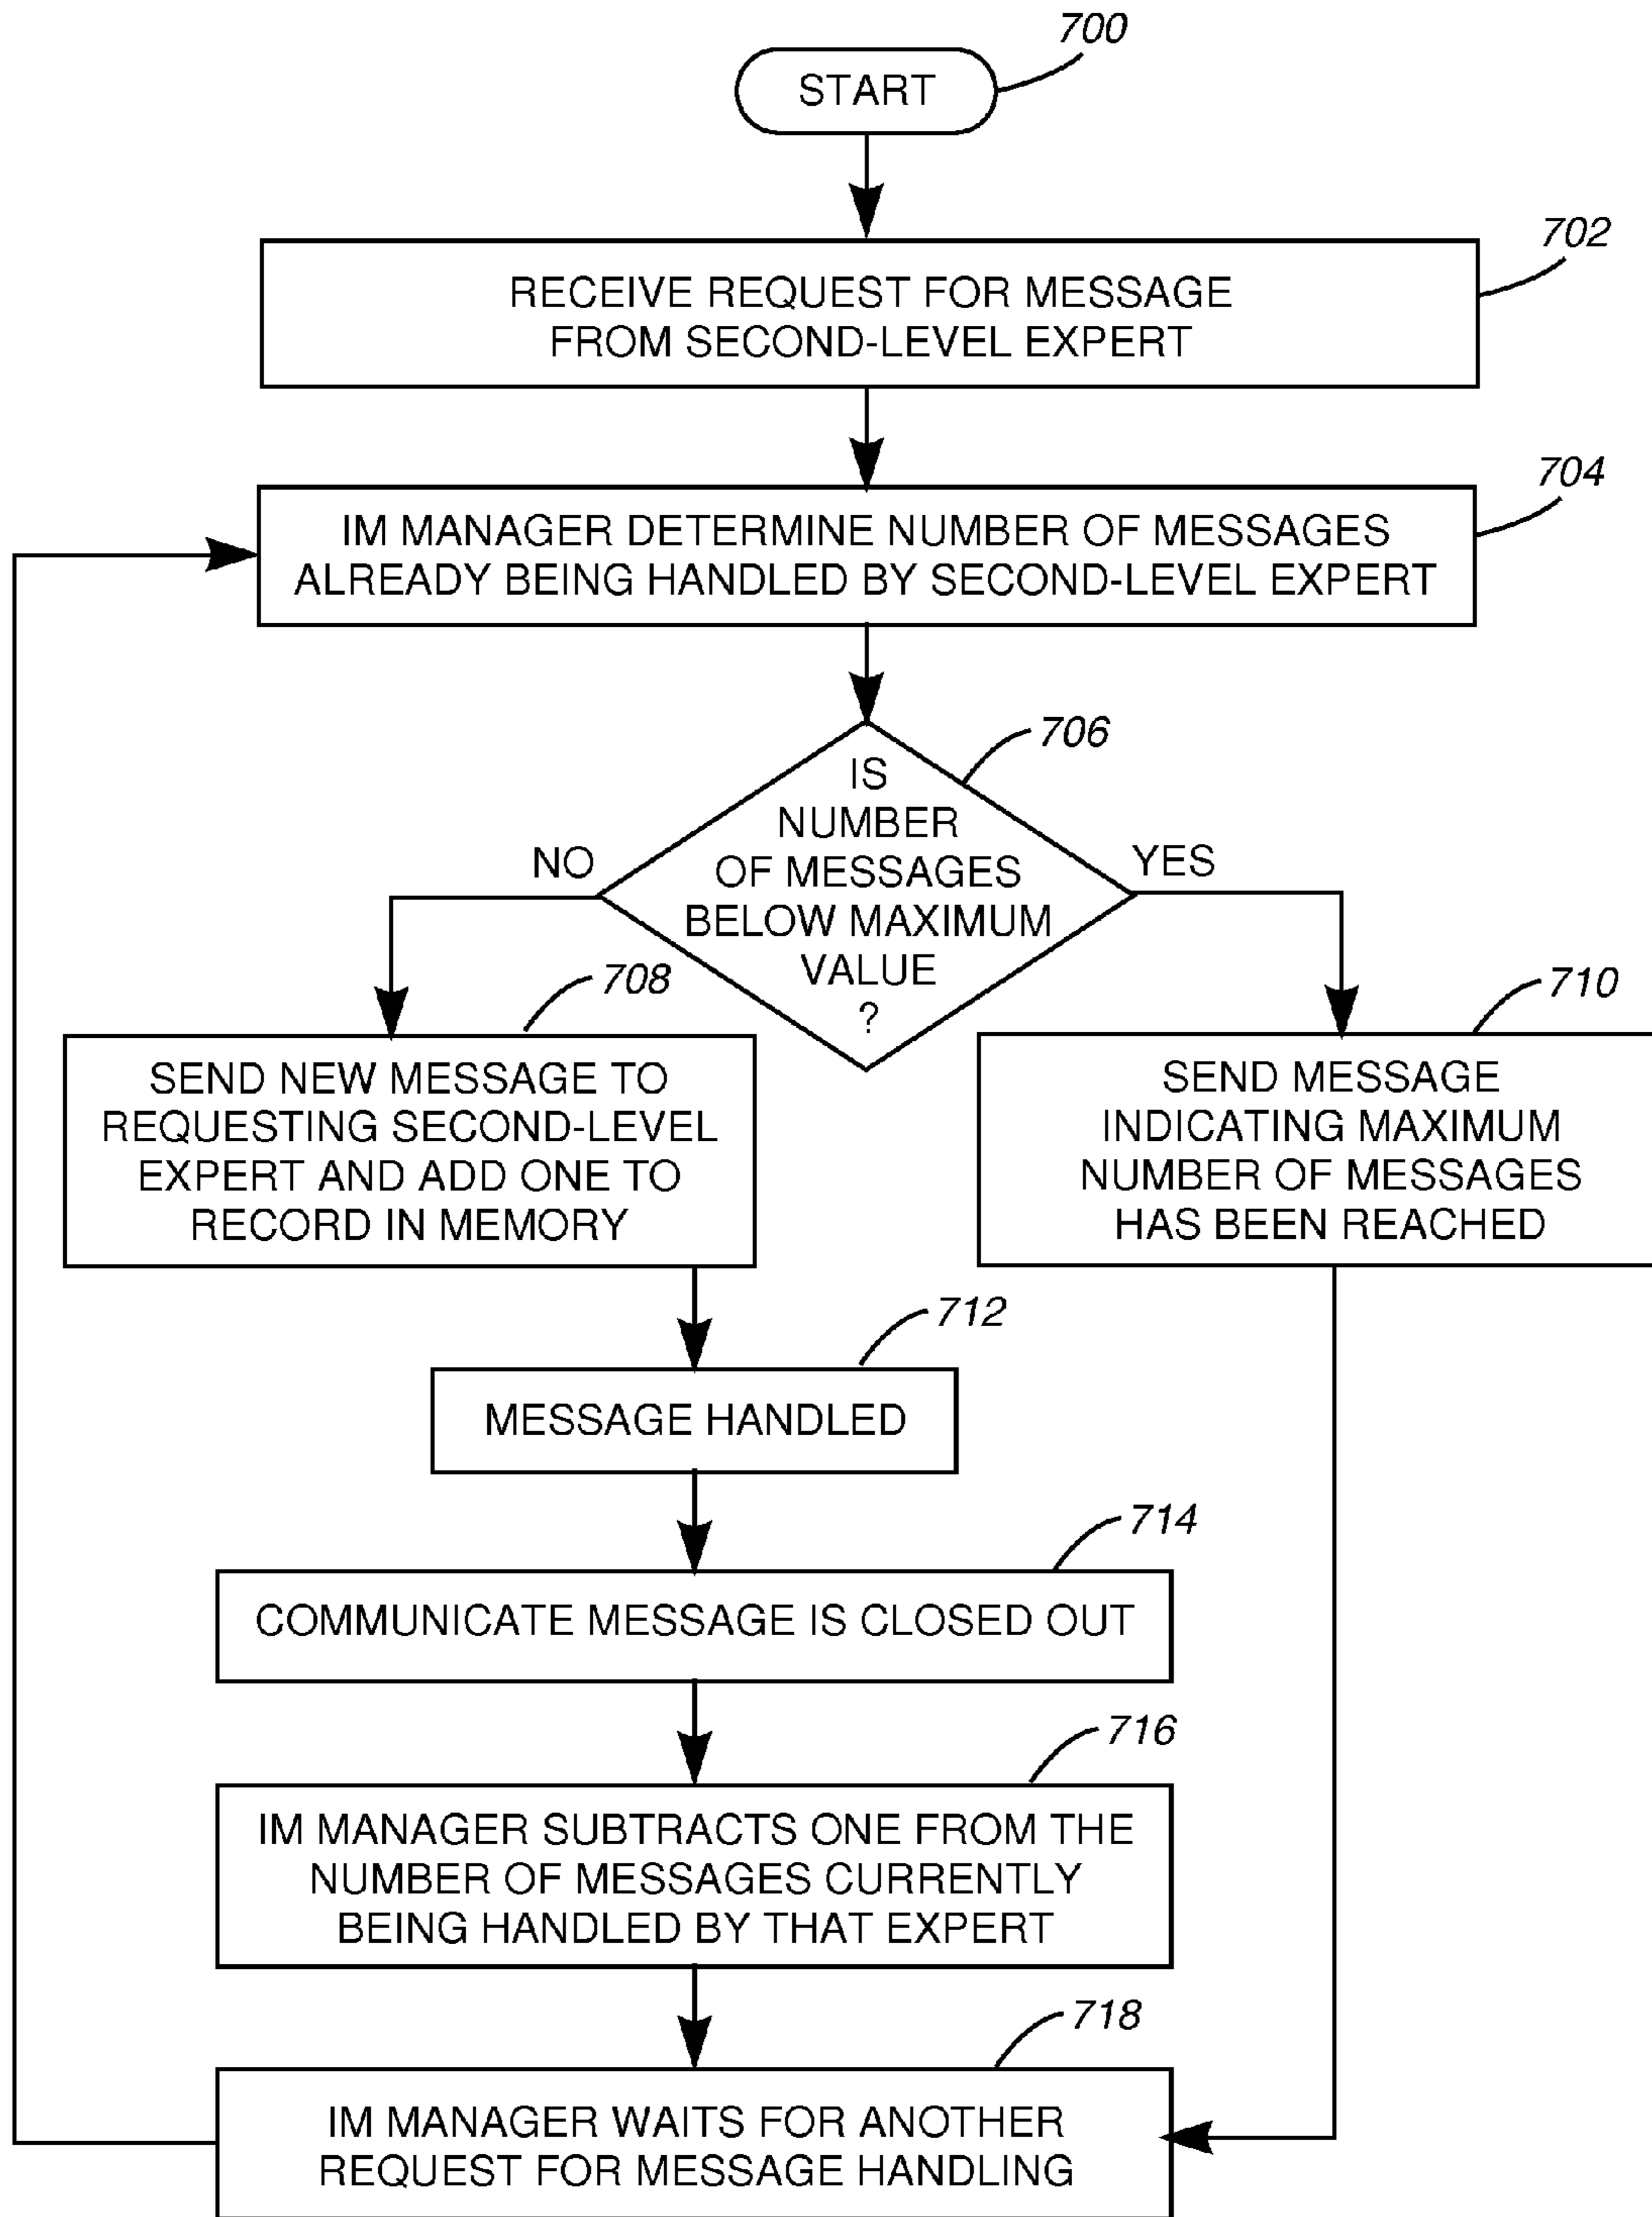 700
START
702
RECEIVE REQUEST FOR MESSAGE
FROM SECOND-LEVEL EXPERT
704
IM MANAGER DETERMINE NUMBER OF MESSAGES
ALREADY BEING HANDLED BY SECOND-LEVEL EXPERT
706
IS
NUMBER
OF MESSAGES
BELOW MAXIMUM
VALUE
?
NO
YES
708
SEND NEW MESSAGE TO
REQUESTING SECOND-LEVEL
EXPERT AND ADD ONE TO
RECORD IN MEMORY
710
SEND MESSAGE
INDICATING MAXIMUM
NUMBER OF MESSAGES
HAS BEEN REACHED
712
MESSAGE HANDLED
714
COMMUNICATE MESSAGE IS CLOSED OUT
716
IM MANAGER SUBTRACTS ONE FROM THE
NUMBER OF MESSAGES CURRENTLY
BEING HANDLED BY THAT EXPERT
718
IM MANAGER WAITS FOR ANOTHER
REQUEST FOR MESSAGE HANDLING